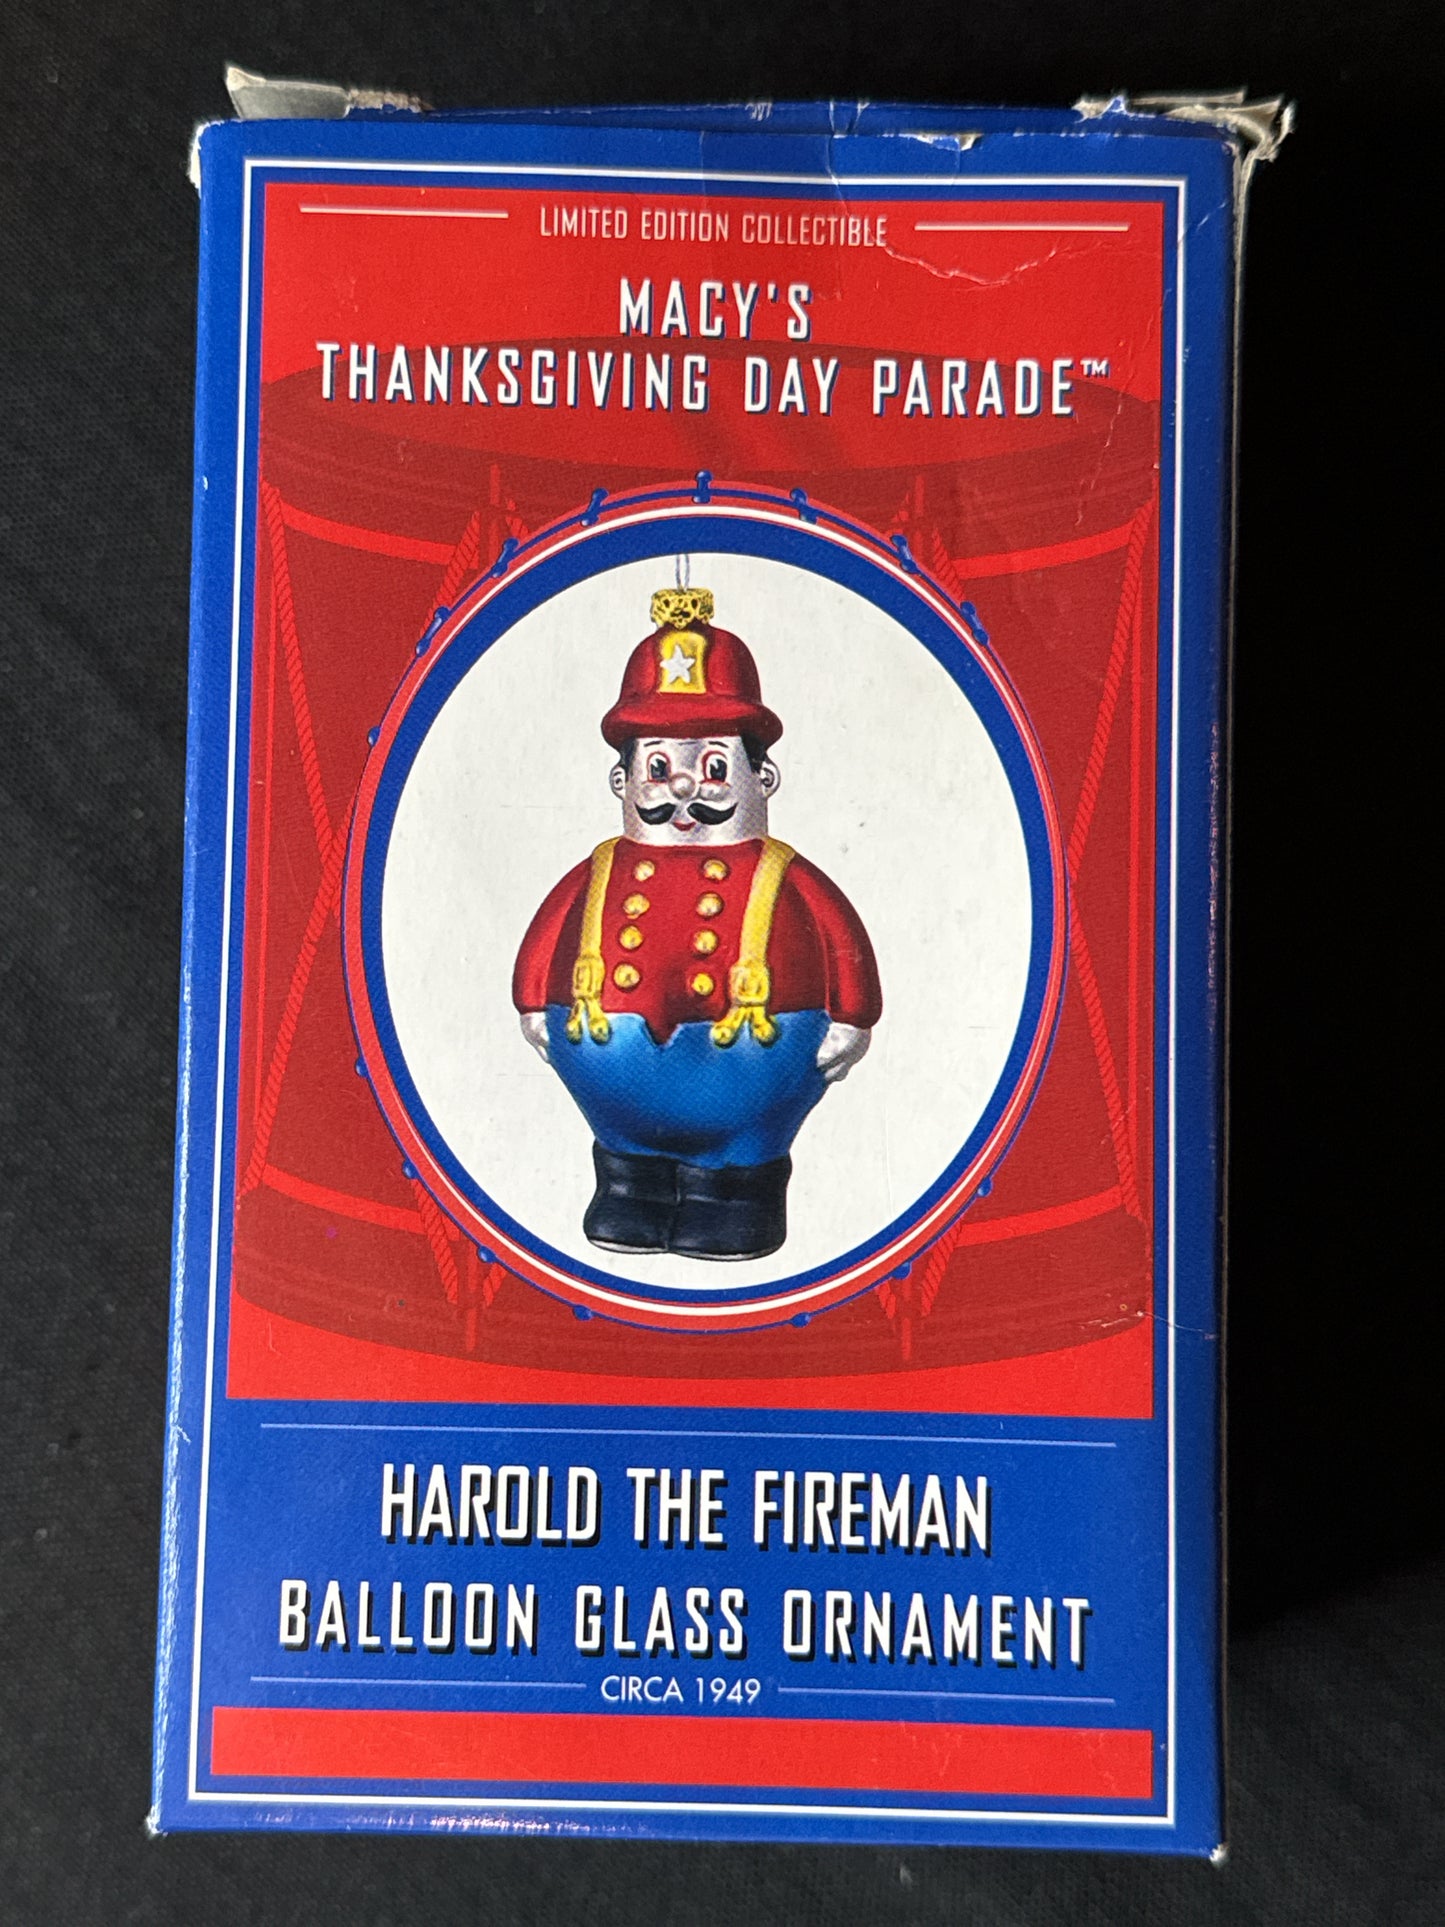 LIMITED EDITION COLLECTIBLE
MACY'S
THANKSGIVING DAY PARADE™
HAROLD THE FIREMAN
BALLOON GLASS ORNAMENT
CIRCA 1949